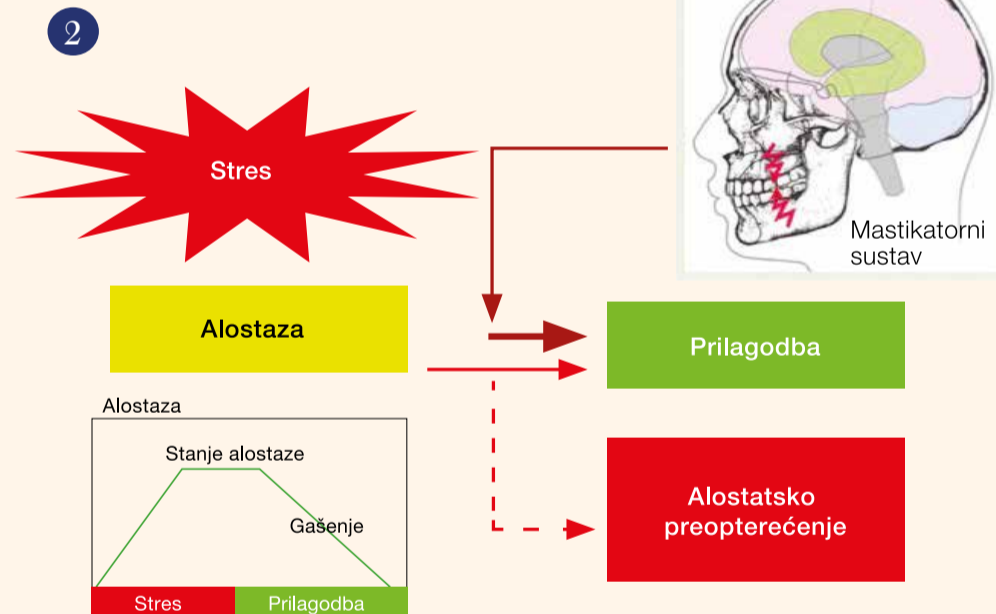 2
Stres
Mastikatorni
sustav
Alostaza
Prilagodba
Alostaza
Stanje alostaze
Gašenje
Stres
Prilagodba
Alostatsko
preopterećenje